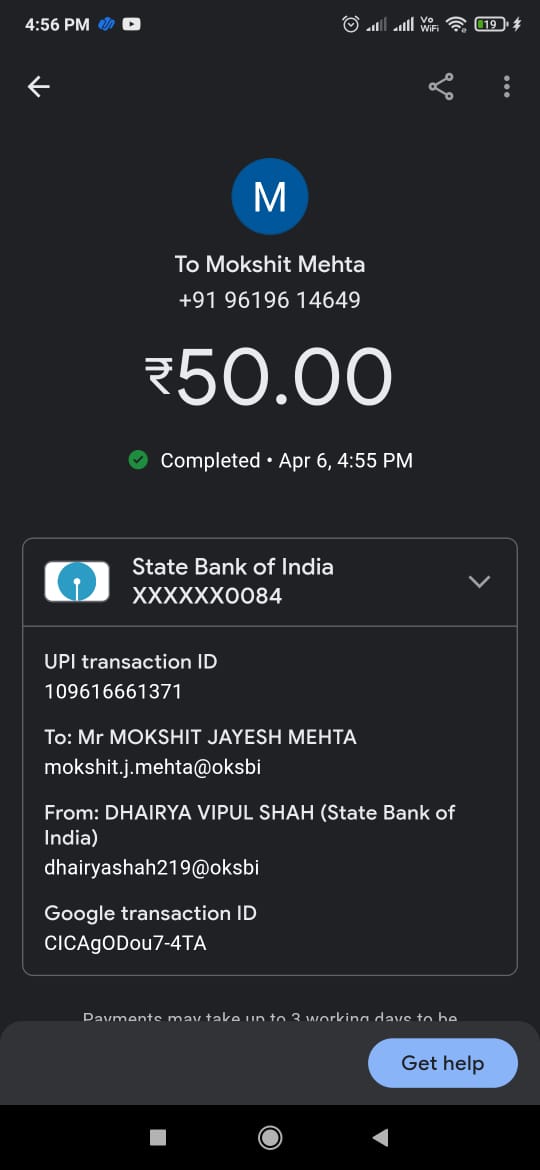 4:56 PM
Vo
WiFi
19
M
To Mokshit Mehta
+91 96196 14649
₹50.00
Completed • Apr 6, 4:55 PM
State Bank of India
XXXXXX0084
UPI transaction ID
109616661371
To: Mr MOKSHIT JAYESH MEHTA
mokshit.j.mehta@oksbi
From: DHAIRYA VIPUL SHAH (State Bank of
India)
dhairyashah219@oksbi
Google transaction ID
CICAgODou7-4TA
Payments may take up to 3 working days to be
Get help